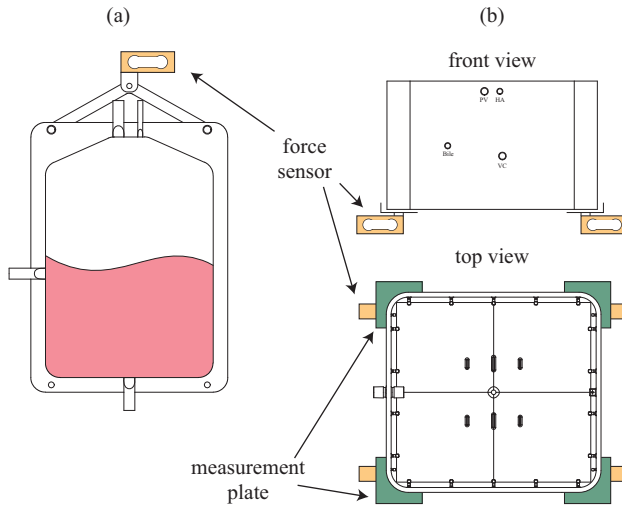 (a)
(b)
front view
PV HA
Bile
VC
force
sensor
top view
measurement
plate